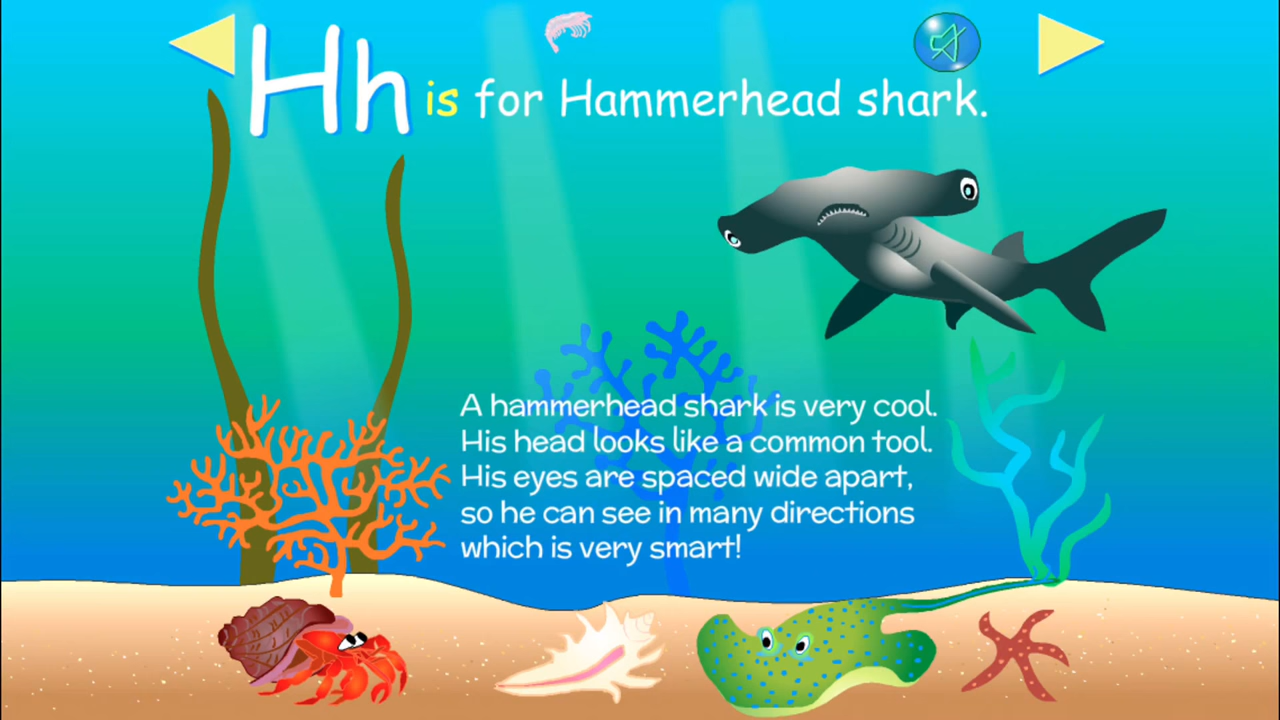 Hh is for Hammerhead shark.
A hammerhead shark is very cool.
His head looks like a common tool.
His eyes are spaced wide apart,
so he can see in many directions
which is very smart!